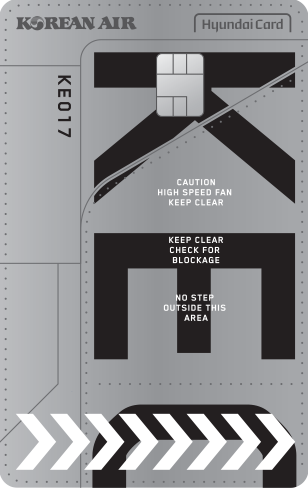 KOREAN AIR
Hyundai Card
KE017
CAUTION
HIGH SPEED FAN
KEEP CLEAR
KEEP CLEAR
CHECK FOR
BLOCKAGE
NO STEP
OUTSIDE THIS
AREA
KE